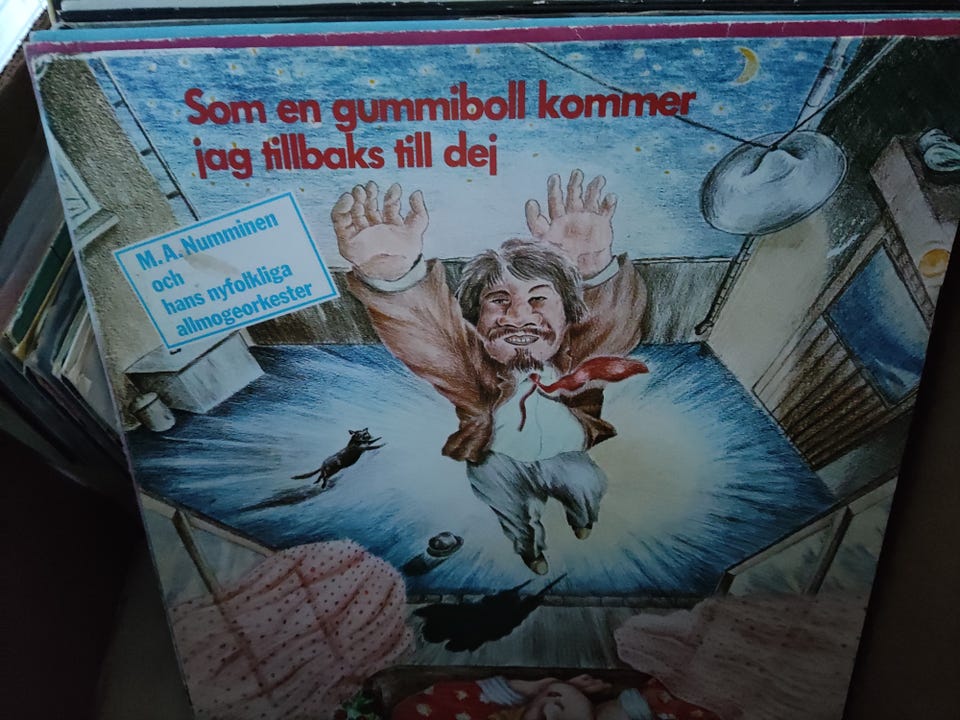 Som en gummiboll kommer
jag tillbaks till dej
M.A. Numminen
och
hans nyfolkliga
allmogeorkester